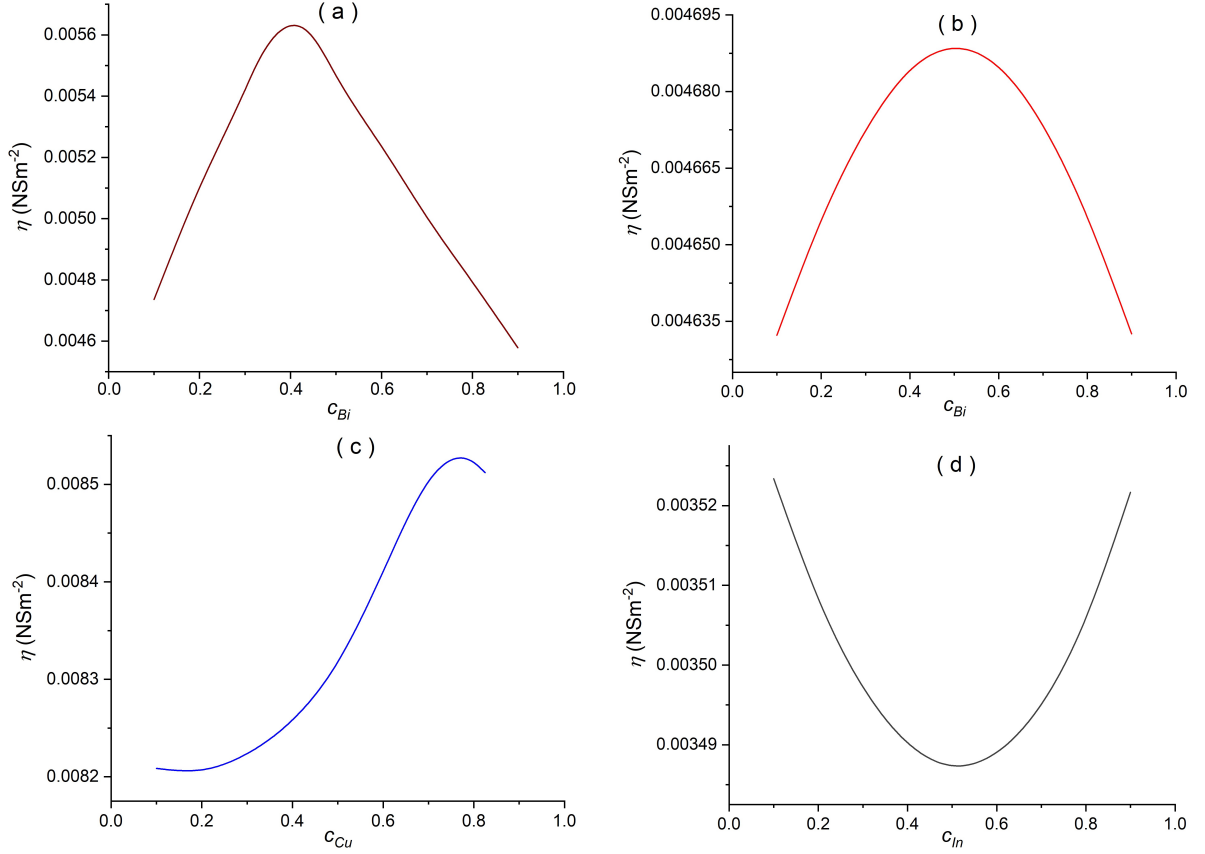 ( a )
0.0056
0.0054
0.0052
0.0050
0.0048
0.0046
η (NSm-2)
0.0 0.2 0.4 0.6 0.8 1.0
cBi
( b )
0.004695
0.004680
0.004665
0.004650
0.004635
η (NSm-2)
0.0 0.2 0.4 0.6 0.8 1.0
cBi
( c )
0.0085
0.0084
0.0083
0.0082
η (NSm-2)
0.0 0.2 0.4 0.6 0.8 1.0
cCu
( d )
0.00352
0.00351
0.00350
0.00349
η (NSm-2)
0.0 0.2 0.4 0.6 0.8 1.0
cIn